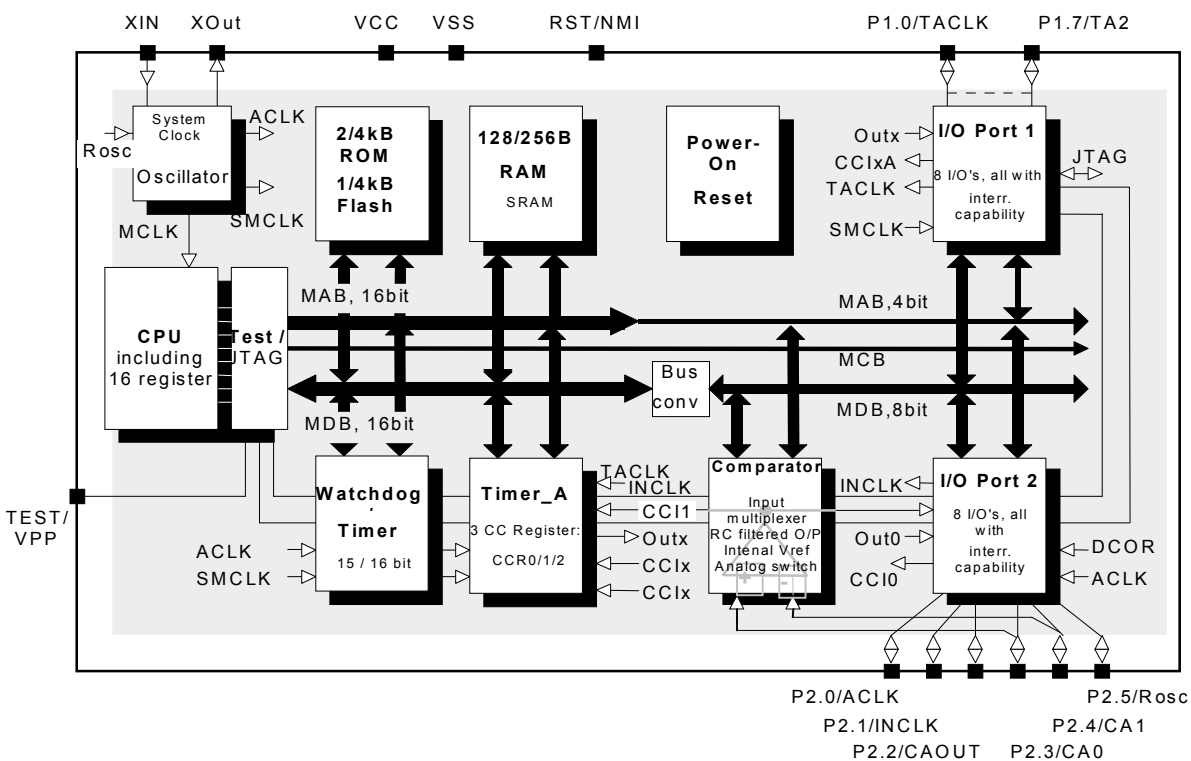 XIN
XOut
VCC
VSS
RST/NMI
P1.0/TACLK
P1.7/TA2
System
Clock
Oscillator
Rosc
ACLK
SMCLK
MCLK
2/4kB
ROM
1/4kB
Flash
128/256B
RAM
SRAM
Power-
On
Reset
Outx
CCIxA
TACLK
SMCLK
I/O Port 1
8 I/O's, all with
interr.
capability
JTAG
CPU
including
16 register
Test /
JTAG
MAB, 16bit
MAB,4bit
MCB
Bus
conv
MDB, 16bit
MDB,8bit
TEST/
VPP
ACLK
SMCLK
Watchdog
/
Timer
15 / 16 bit
Timer_A
3 CC Register:
CCR0/1/2
TACLK
INCLK
CCI1
Outx
CCIx
CCIx
Comparator
Input
multiplexer
RC filtered O/P
Intenal Vref
Analog switch
+
-
INCLK
Out0
CCI0
I/O Port 2
8 I/O's, all
with
interr.
capability
DCOR
ACLK
P2.0/ACLK
P2.5/Rosc
P2.1/INCLK
P2.4/CA1
P2.2/CAOUT
P2.3/CA0